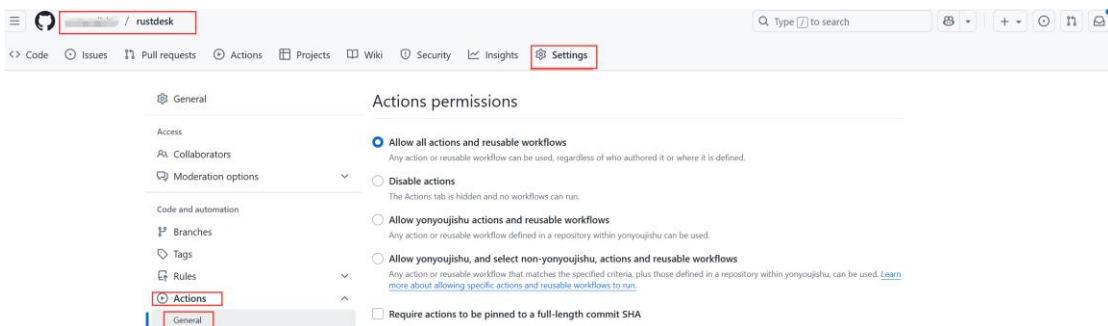 / rustdesk
Type / to search
Code Issues Pull requests Actions Projects Wiki Security Insights Settings
General
Access
Collaborators
Moderation options
Code and automation
Branches
Tags
Rules
Actions
General
Actions permissions
Allow all actions and reusable workflows
Any action or reusable workflow can be used, regardless of who authored it or where it is defined.
Disable actions
The Actions tab is hidden and no workflows can run.
Allow yonyoujishu actions and reusable workflows
Any action or reusable workflow defined in a repository within yonyoujishu can be used.
Allow yonyoujishu, and select non-yonyoujishu, actions and reusable workflows
Any action or reusable workflow that matches the specified criteria, plus those defined in a repository within yonyoujishu, can be used. Learn
more about allowing specific actions and reusable workflows to run.
Require actions to be pinned to a full-length commit SHA